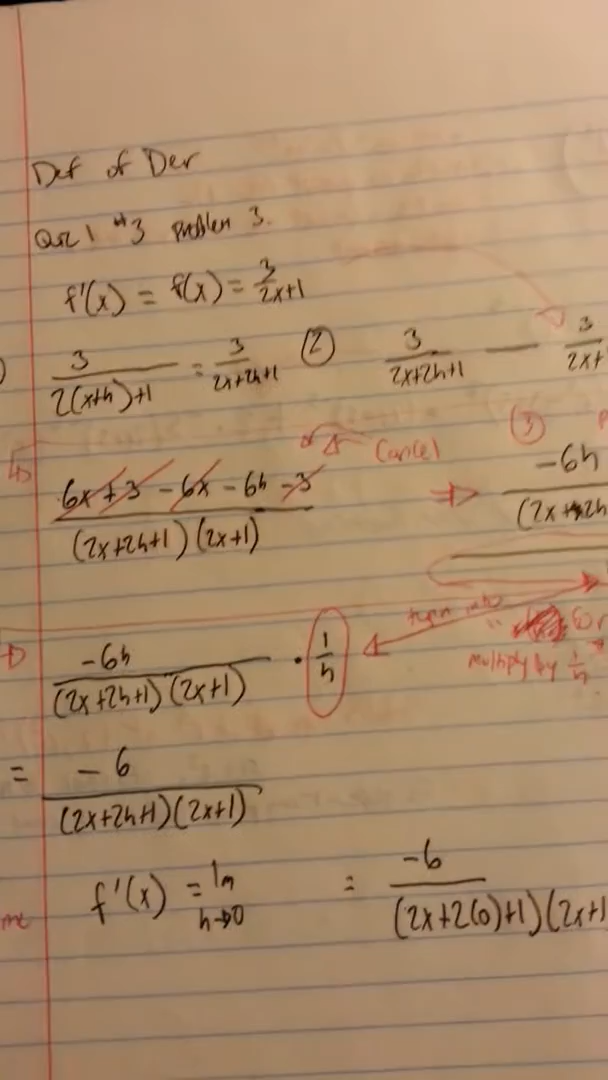 Def of Der
Quiz 1 #3 Problem 3.
f'(x) = f(x) = 3/2x+1
3/2(x+h)+1 = 3/2x+2h+1 ② 3/2x+2h+1 — 3/2x+
Cancel ③
6x + 3 - 6x - 6h - 3/(2x+2h+1)(2x+1) ⇒ -6h/(2x+2h
turn into
-6h/(2x+2h+1)(2x+1) · 1/h
multiply by 1/h
= -6/(2x+2h+1)(2x+1)
f'(x) = lim h→0 = -6/(2x+2(0)+1)(2x+1)